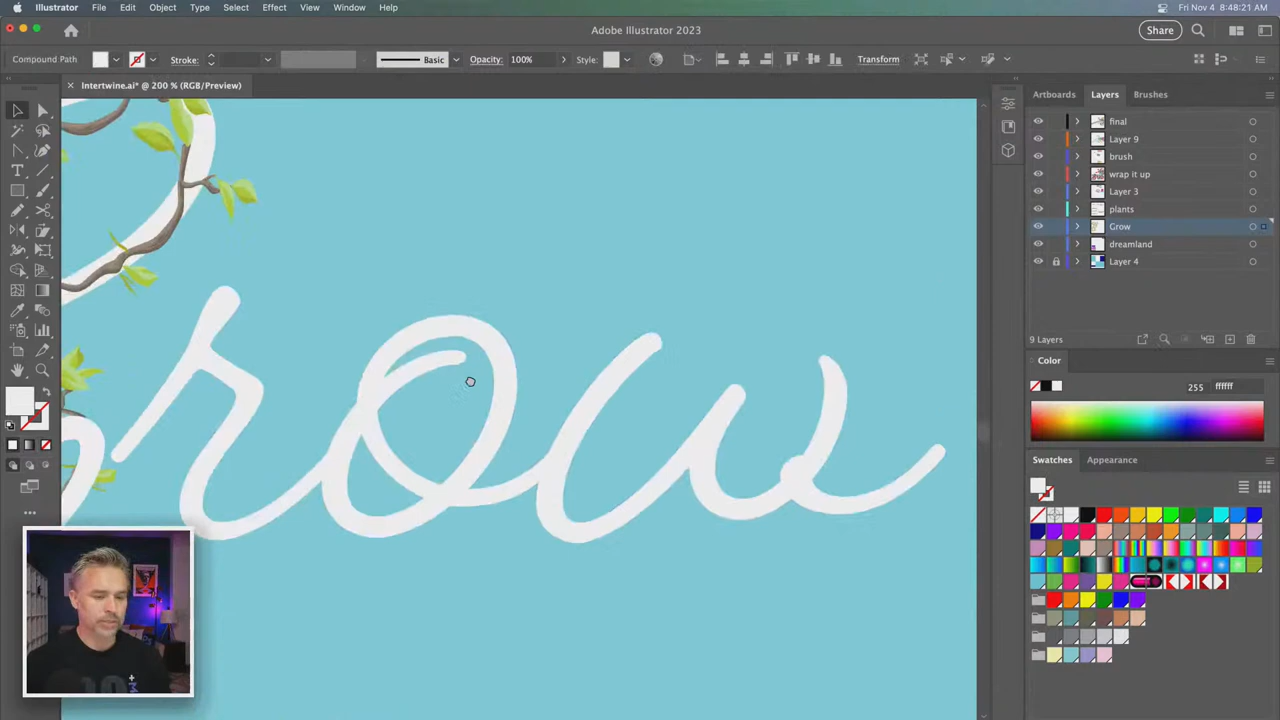 Illustrator File Edit Object Type Select Effect View Window Help Fri Nov 4 8:48:21 AM
Adobe Illustrator 2023
Share
Compound Path Stroke: Basic Opacity: 100% Style: Transform
× Intertwine.ai* @ 200 % (RGB/Preview)
Artboards Layers Brushes
final
Layer 9
brush
wrap it up
Layer 3
plants
Grow
dreamland
Layer 4
9 Layers
Color
255 ffffff
Swatches Appearance
row